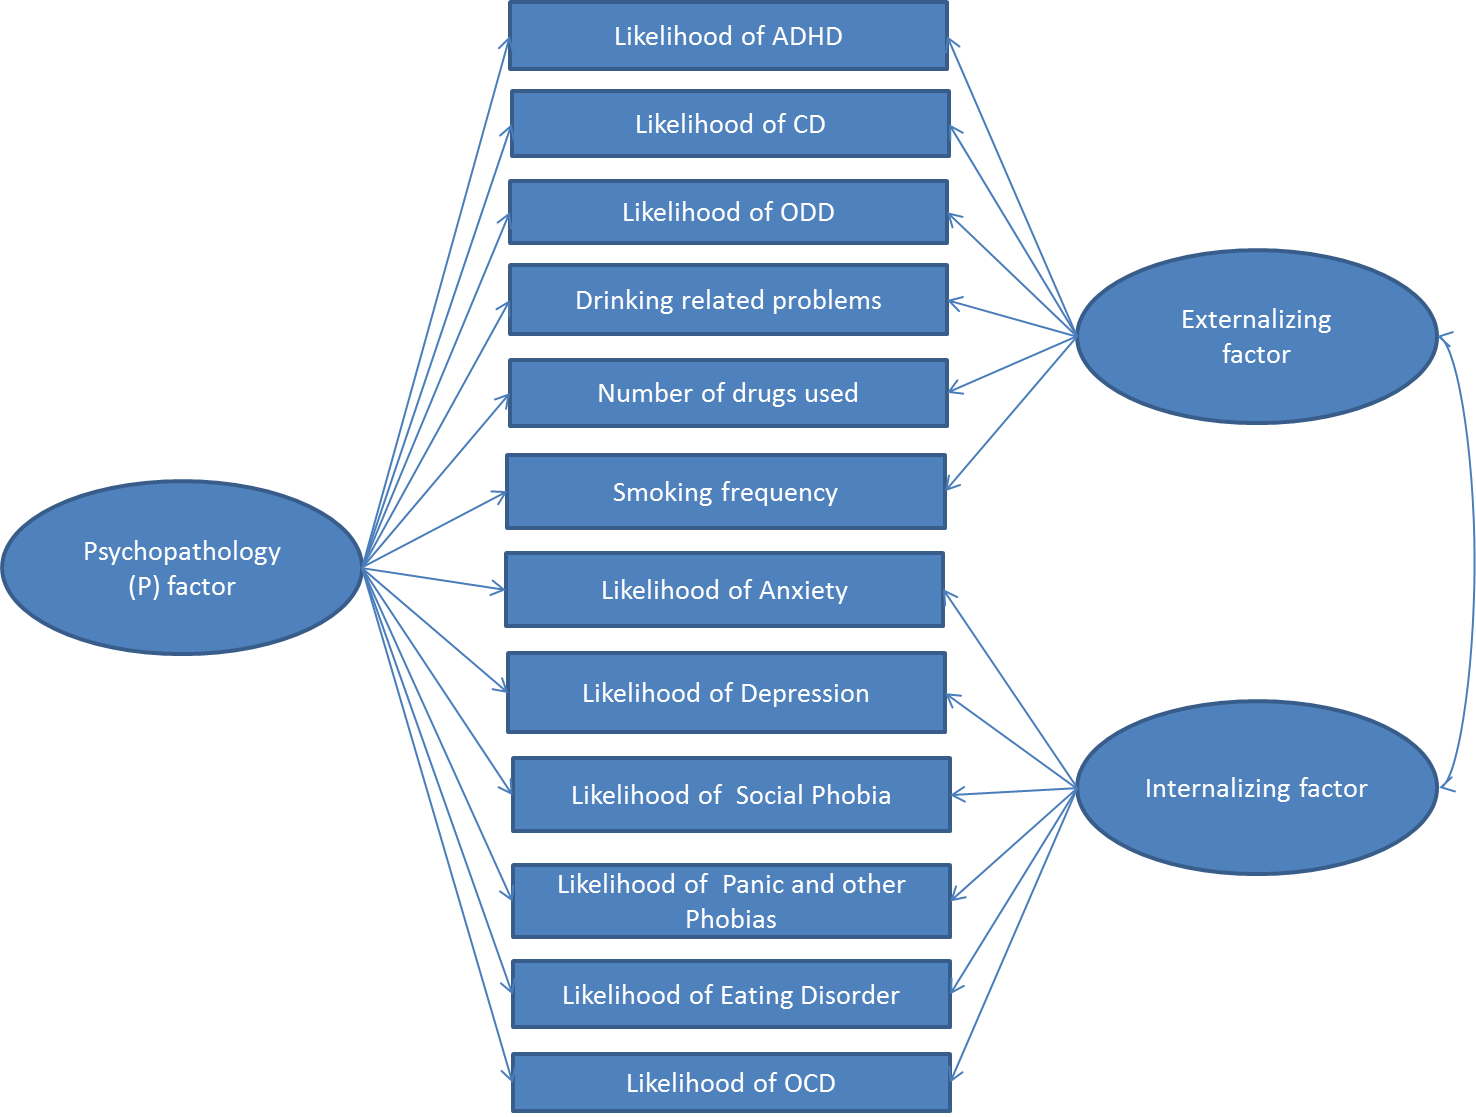 Likelihood of ADHD
Likelihood of CD
Likelihood of ODD
Drinking related problems
Number of drugs used
Smoking frequency
Likelihood of Anxiety
Likelihood of Depression
Likelihood of  Social Phobia
Likelihood of  Panic and other
Phobias
Likelihood of Eating Disorder
Likelihood of OCD
Psychopathology
(P) factor
Externalizing
factor
Internalizing factor